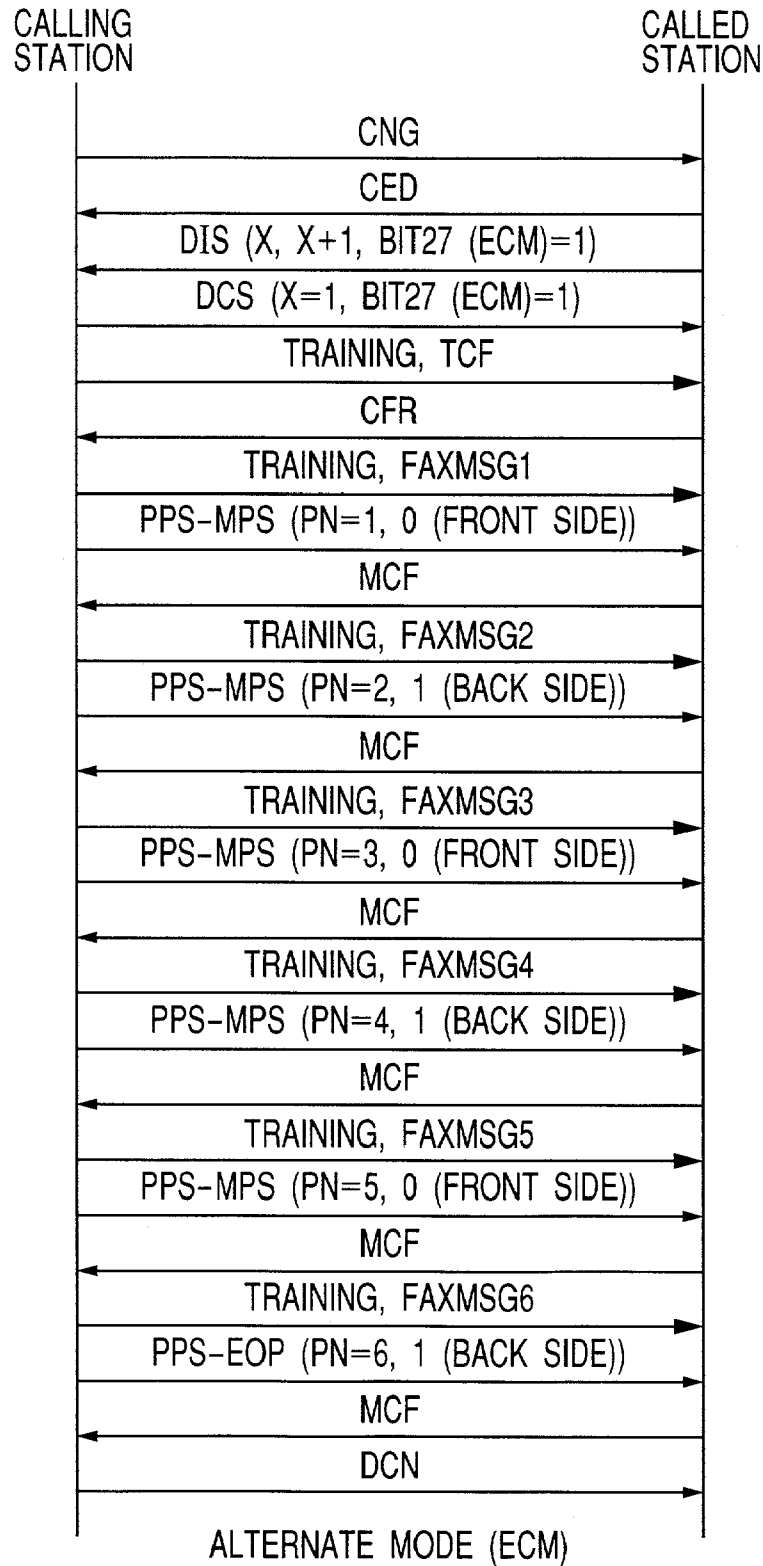 CALLING
STATION
CALLED
STATION
CNG
CED
DIS (X, X+1, BIT27 (ECM)=1)
DCS (X=1, BIT27 (ECM)=1)
TRAINING, TCF
CFR
TRAINING, FAXMSG1
PPS-MPS (PN=1, 0 (FRONT SIDE))
MCF
TRAINING, FAXMSG2
PPS-MPS (PN=2, 1 (BACK SIDE))
MCF
TRAINING, FAXMSG3
PPS-MPS (PN=3, 0 (FRONT SIDE))
MCF
TRAINING, FAXMSG4
PPS-MPS (PN=4, 1 (BACK SIDE))
MCF
TRAINING, FAXMSG5
PPS-MPS (PN=5, 0 (FRONT SIDE))
MCF
TRAINING, FAXMSG6
PPS-EOP (PN=6, 1 (BACK SIDE))
MCF
DCN
ALTERNATE MODE (ECM)